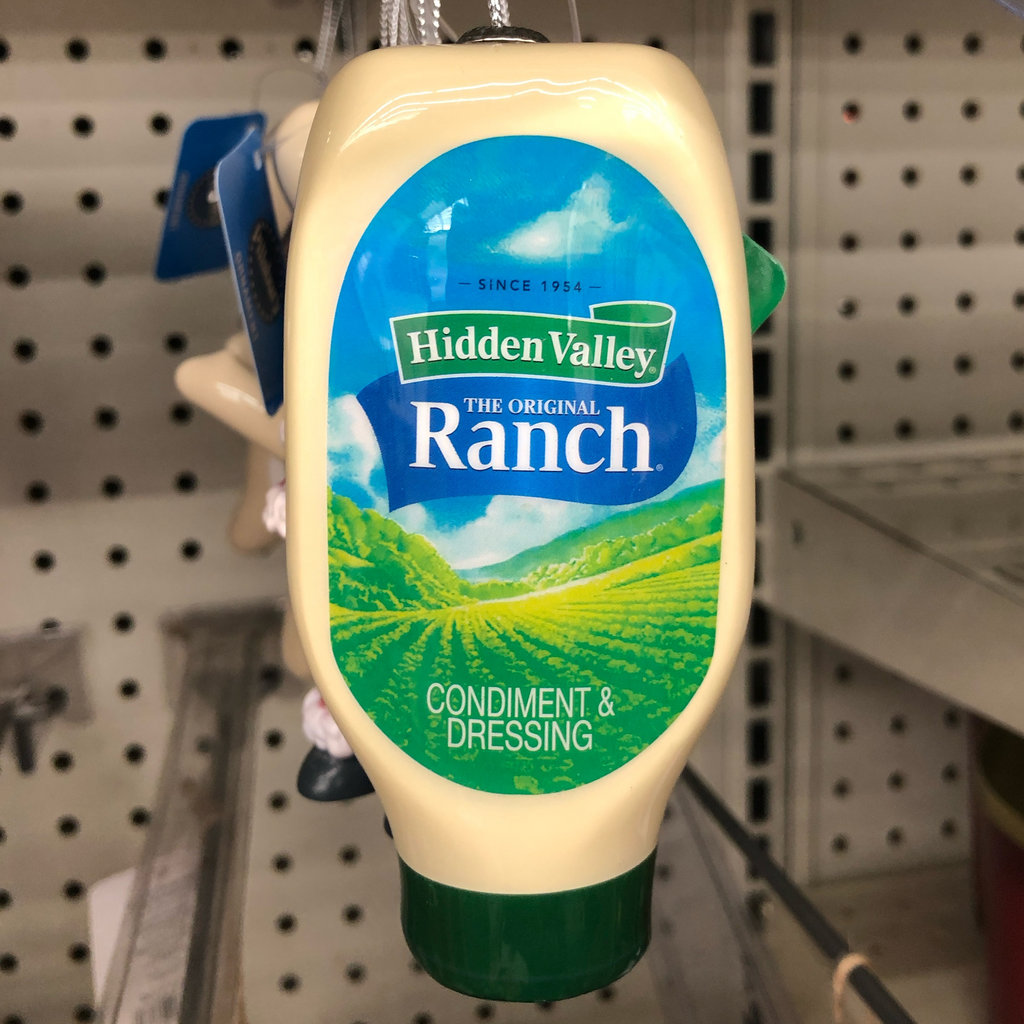 — SINCE 1954 —
Hidden Valley®
THE ORIGINAL
Ranch®
CONDIMENT &
DRESSING